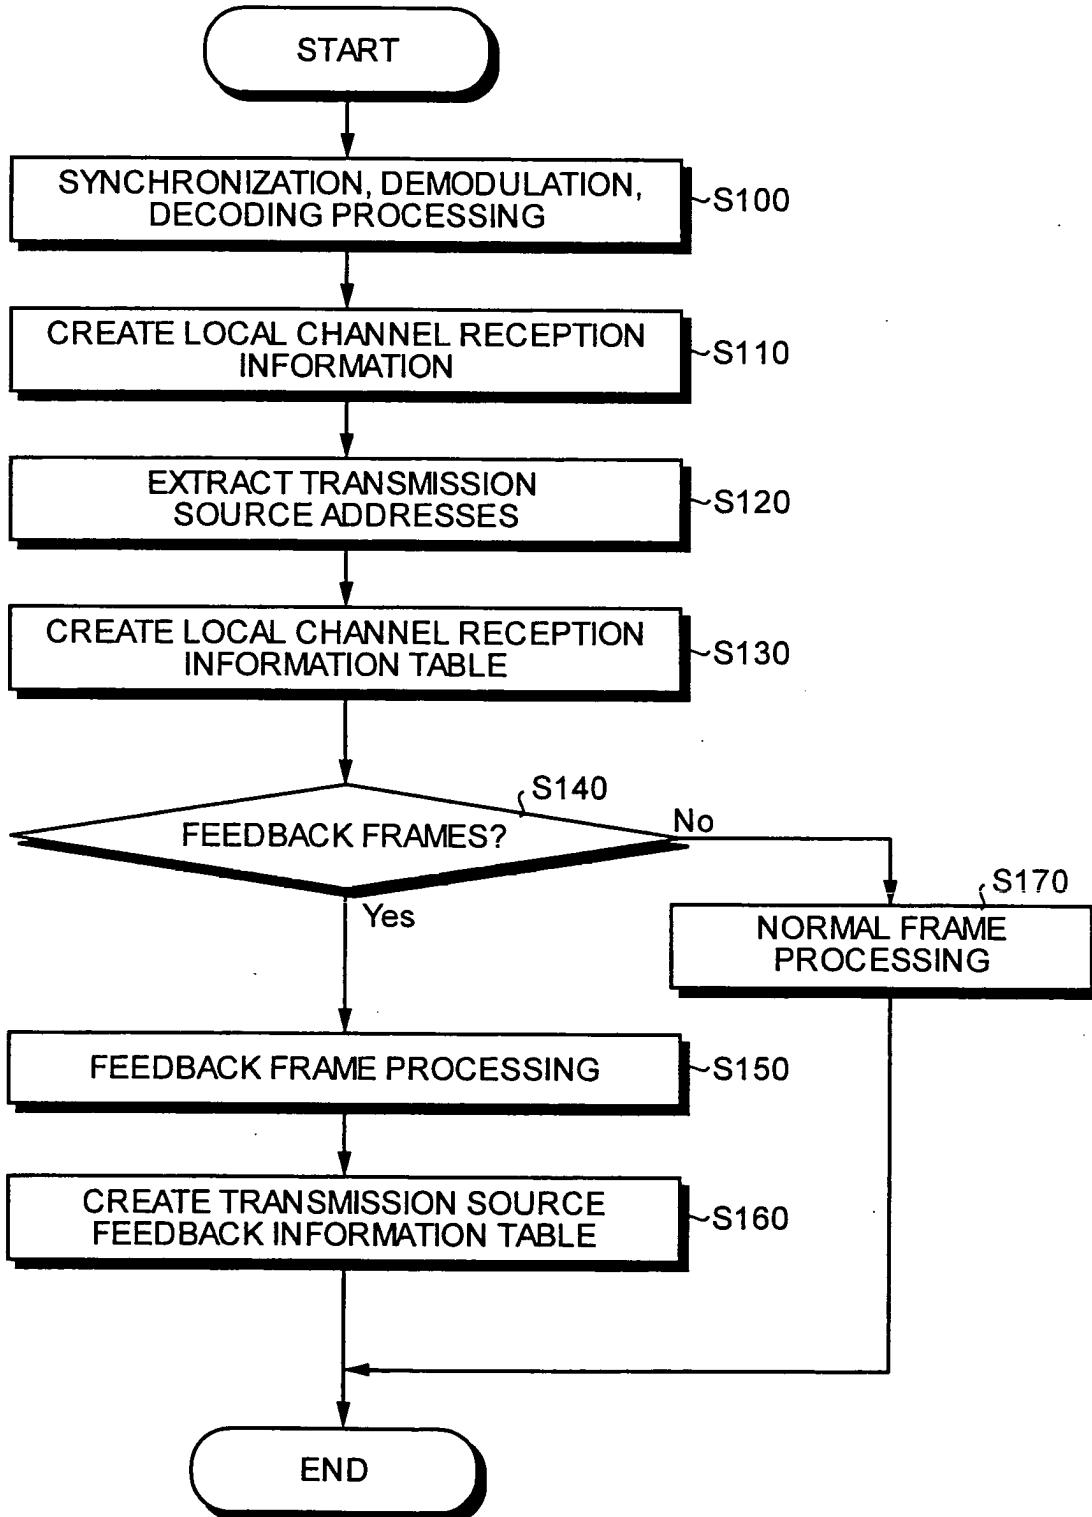 START
SYNCHRONIZATION, DEMODULATION,
DECODING PROCESSING
S100
CREATE LOCAL CHANNEL RECEPTION
INFORMATION
S110
EXTRACT TRANSMISSION
SOURCE ADDRESSES
S120
CREATE LOCAL CHANNEL RECEPTION
INFORMATION TABLE
S130
S140
FEEDBACK FRAMES?
No
Yes
S170
NORMAL FRAME
PROCESSING
FEEDBACK FRAME PROCESSING
S150
CREATE TRANSMISSION SOURCE
FEEDBACK INFORMATION TABLE
S160
END